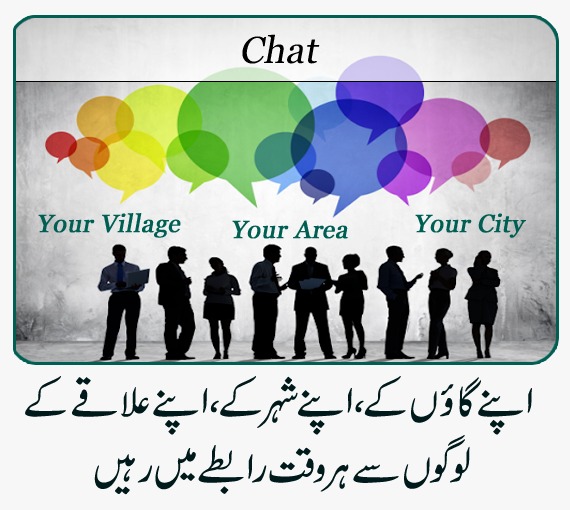 Chat
Your Village
Your Area
Your City
اپنے گاؤں کے، اپنے شہر کے، اپنے علاقے کے
لوگوں سے ہر وقت رابطے میں رہیں